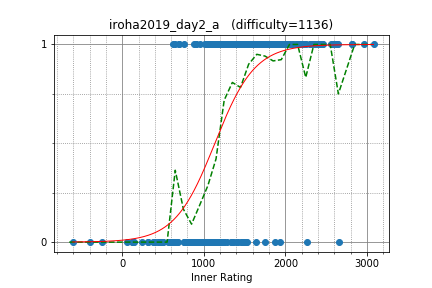 iroha2019_day2_a (difficulty=1136)
1
0
0 1000 2000 3000
Inner Rating